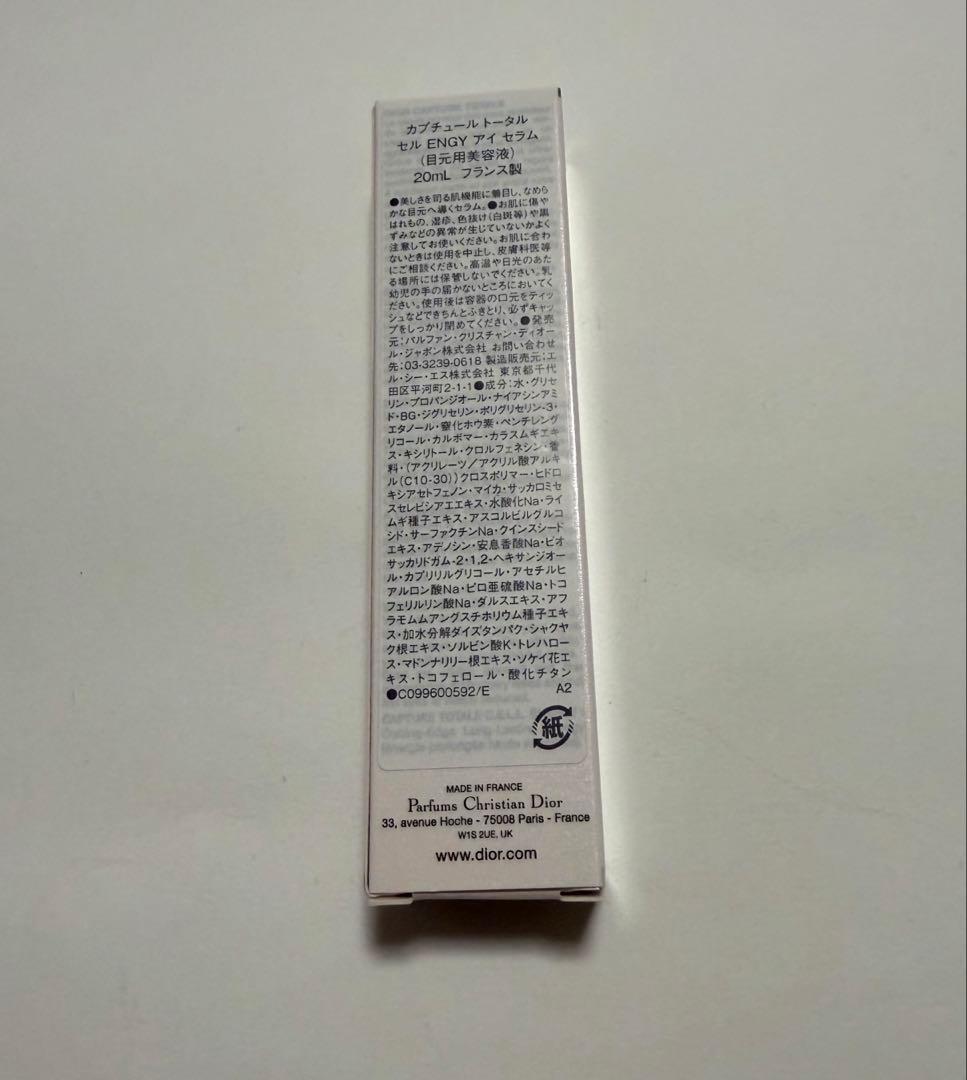 カプチュール トータル
セル ENGY アイ セラム
(目元用美容液)
20mL フランス製
●美しさを司る肌機能に着目し、なめら
かな目元へ導くセラム。●お肌に傷や
はれもの、湿疹、色抜け(白斑等)や黒
ずみなどの異常が生じていないかよく
注意してお使いください。お肌に合わ
ないときは使用を中止し、皮膚科医等
にご相談ください。高温や日光のあた
る場所には保管しないでください。乳
幼児の手の届かないところにおいてく
ださい。使用後は容器の口元をティッ
シュなどできちんとふきとり、必ずキャッ
プをしっかり閉めてください。●発売
元:パルファン・クリスチャン・ディオー
ル・ジャポン株式会社 お問い合わせ
先:03-3239-0618 製造販売元:エ
ル・シー・エス株式会社 東京都千代
田区平河町2-1-1●成分:水・グリセ
リン・プロパンジオール・ナイアシンアミ
ド・BG・ジグリセリン・ポリグリセリン-3・
エタノール・窒化ホウ素・ペンチレング
リコール・カルボマー・カラスムギエキ
ス・キシリトール・クロルフェネシン・香
料・(アクリレーツ/アクリル酸アルキ
ル(C10-30))クロスポリマー・ヒドロ
キシアセトフェノン・マイカ・サッカロミセ
スセレビシアエエキス・水酸化Na・ライ
ムギ種子エキス・アスコルビルグルコ
シド・サーファクチンNa・クインスシード
エキス・アデノシン・安息香酸Na・ビオ
サッカリドガム-2・1,2-ヘキサンジオー
ル・カプリリルグリコール・アセチルヒ
アルロン酸Na・ピロ亜硫酸Na・トコ
フェリルリン酸Na・ダルスエキス・アフ
ラモムムアングスチホリウム種子エキ
ス・加水分解ダイズタンパク・シャクヤ
ク根エキス・ソルビン酸K・トレハロー
ス・マドンナリリー根エキス・ソケイ花エ
キス・トコフェロール・酸化チタン
●C099600592/E A2
紙
MADE IN FRANCE
Parfums Christian Dior
33, avenue Hoche - 75008 Paris - France
W1S 2UE, UK
www.dior.com